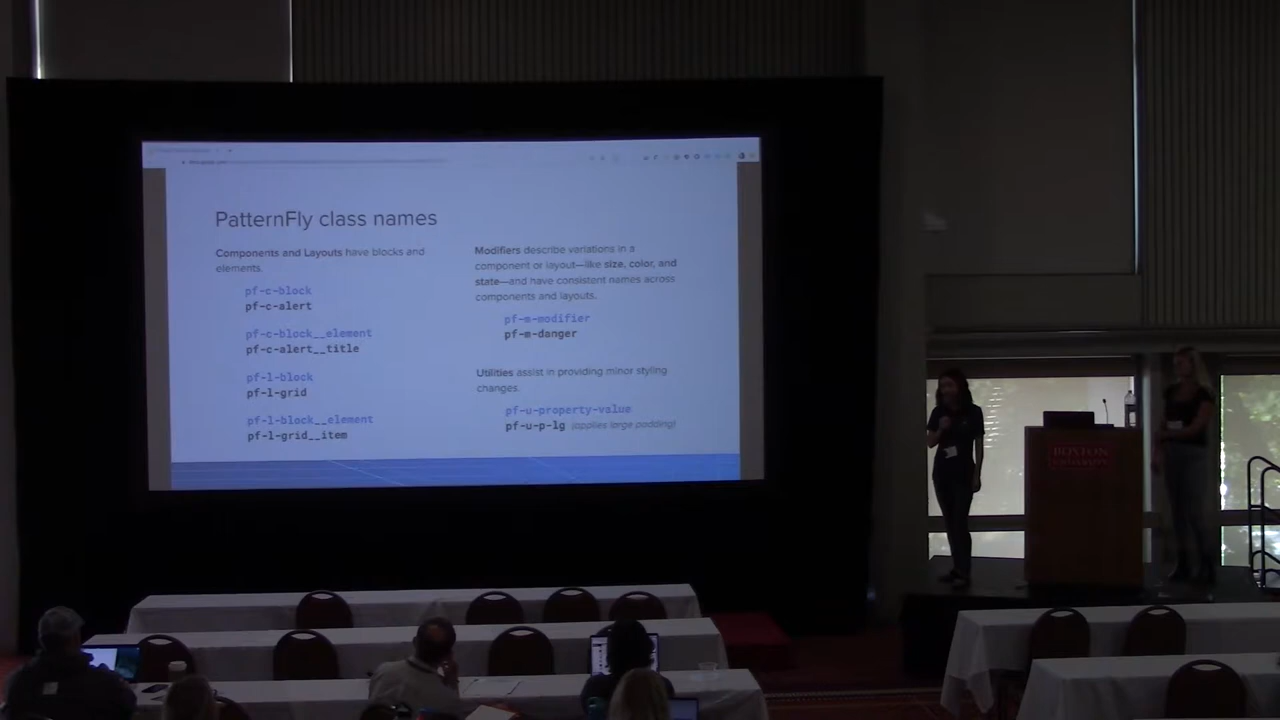 PatternFly class names
Components and Layouts have blocks and
elements.
pf-c-block
pf-c-alert
pf-c-block__element
pf-c-alert__title
pf-l-block
pf-l-grid
pf-l-block__element
pf-l-grid__item
Modifiers describe variations in a
component or layout—like size, color, and
state—and have consistent names across
components and layouts.
pf-m-modifier
pf-m-danger
Utilities assist in providing minor styling
changes.
pf-u-property-value
pf-u-p-lg (applies large padding)
BOSTON
UNIVERSITY